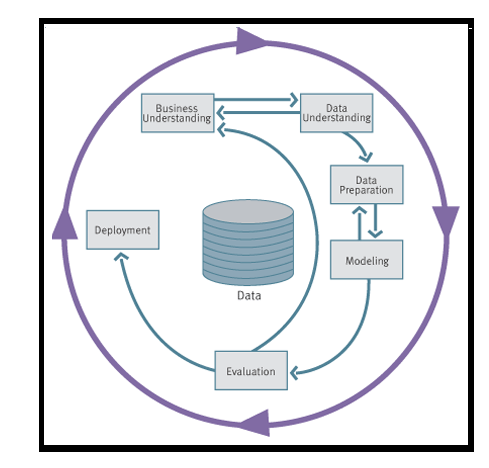 Business
Understanding
Data
Understanding
Data
Preparation
Deployment
Modeling
Data
Evaluation